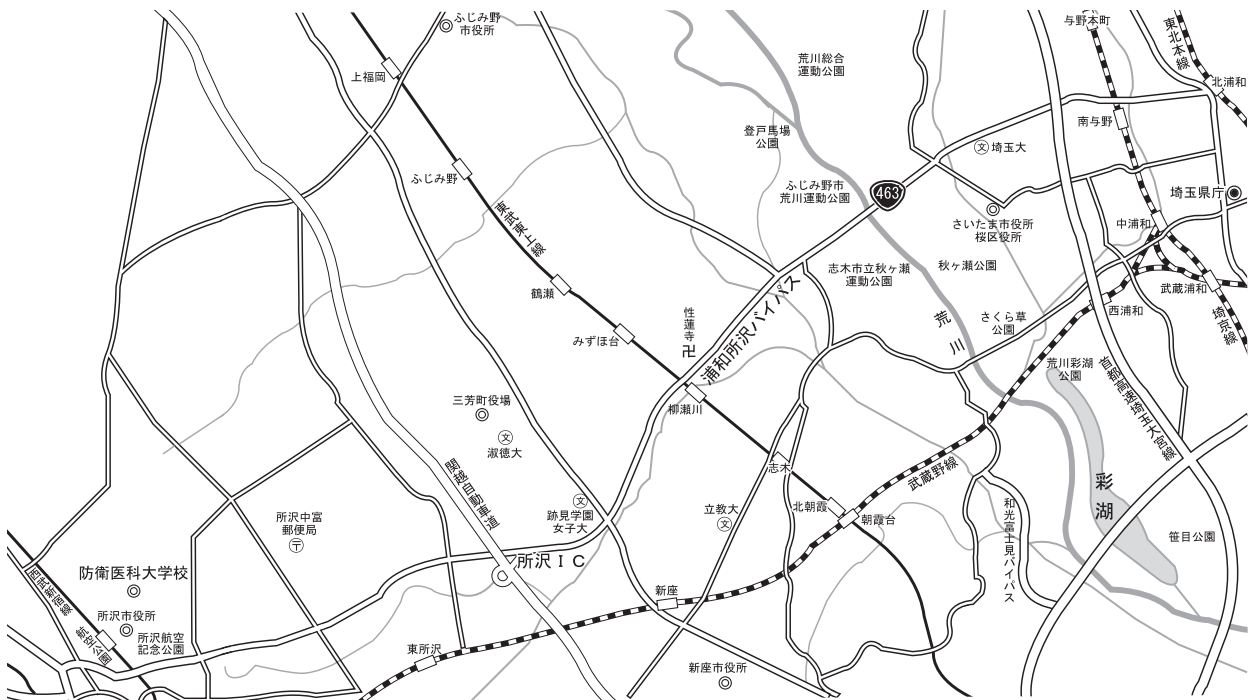 ふじみ野
市役所
上福岡
ふじみ野
東武東上線
鶴瀬
みずほ台
性蓮寺
卍
柳瀬川
浦和所沢バイパス
志木
北朝霞
朝霞台
荒川総合
運動公園
登戸馬場
公園
ふじみ野市
荒川運動公園
463
志木市立秋ヶ瀬
運動公園
秋ヶ瀬公園
さくら草
公園
荒川
与野本町
東北本線
北浦和
南与野
文 埼玉大
埼玉県庁
さいたま市役所
桜区役所
中浦和
武蔵浦和
西浦和
埼京線
荒川彩湖
公園
首都高速埼玉大宮線
彩湖
笹目公園
武蔵野線
和光富士見バイパス
三芳町役場
文
淑徳大
関越自動車道
文
跡見学園
女子大
立教大
文
所沢IC
新座
新座市役所
東所沢
所沢中富
郵便局
〒
防衛医科大学校
所沢市役所
所沢航空
記念公園
西武新宿線
航空公園